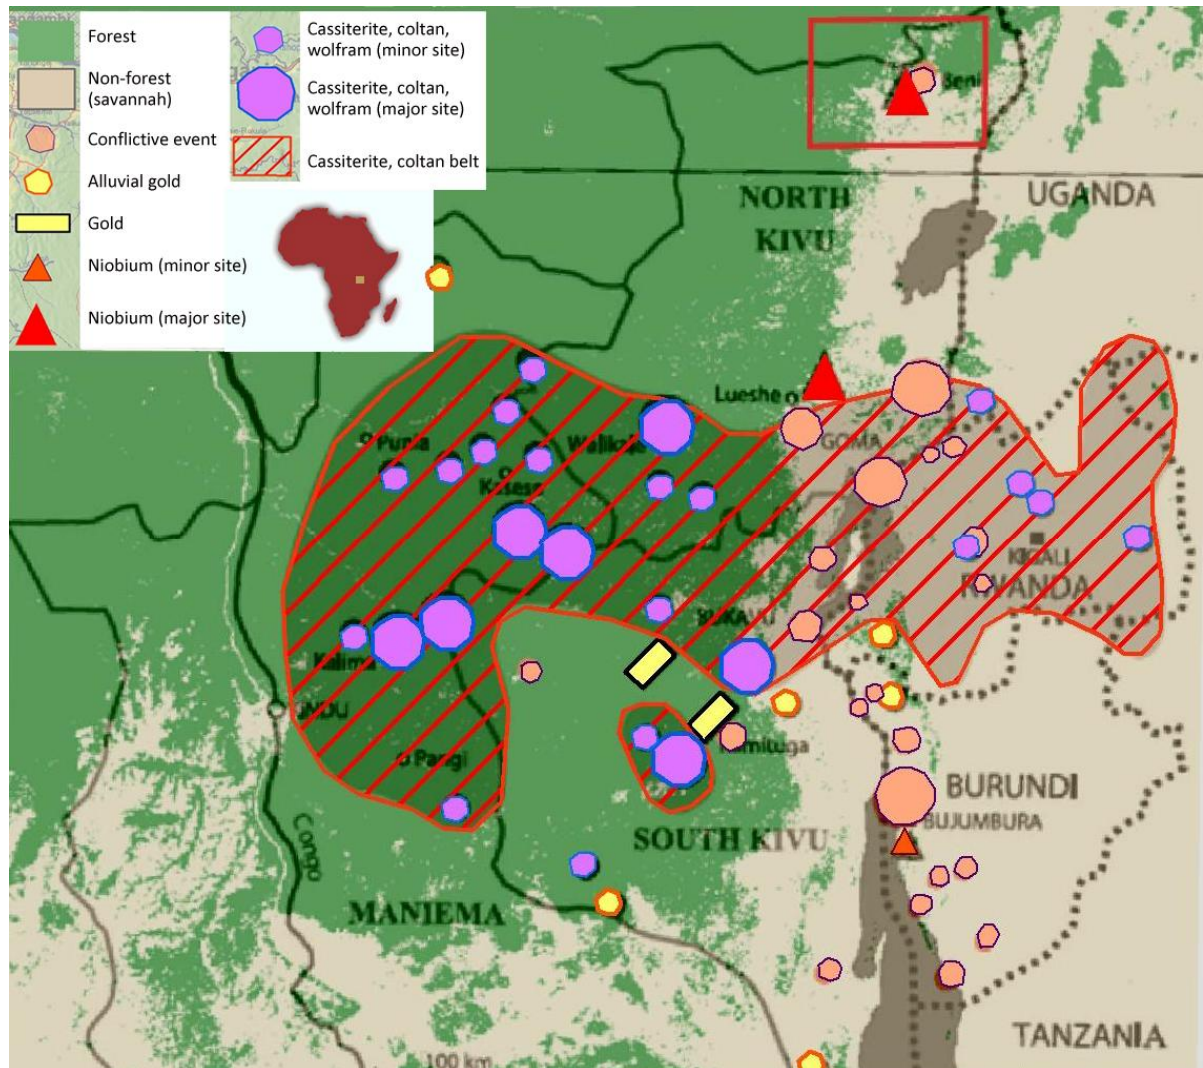 Forest
Non-forest
(savannah)
Conflictive event
Alluvial gold
Gold
Niobium (minor site)
Niobium (major site)
Cassiterite, coltan,
wolfram (minor site)
Cassiterite, coltan,
wolfram (major site)
Cassiterite, coltan belt
Beni
NORTH
KIVU
UGANDA
Lueshe
GOMA
Punia
Walikale
Kasese
KIGALI
RWANDA
BUKAVU
Kalima
Pangi
Kamituga
BURUNDI
BUJUMBURA
SOUTH KIVU
Congo
MANIEMA
TANZANIA
100 km